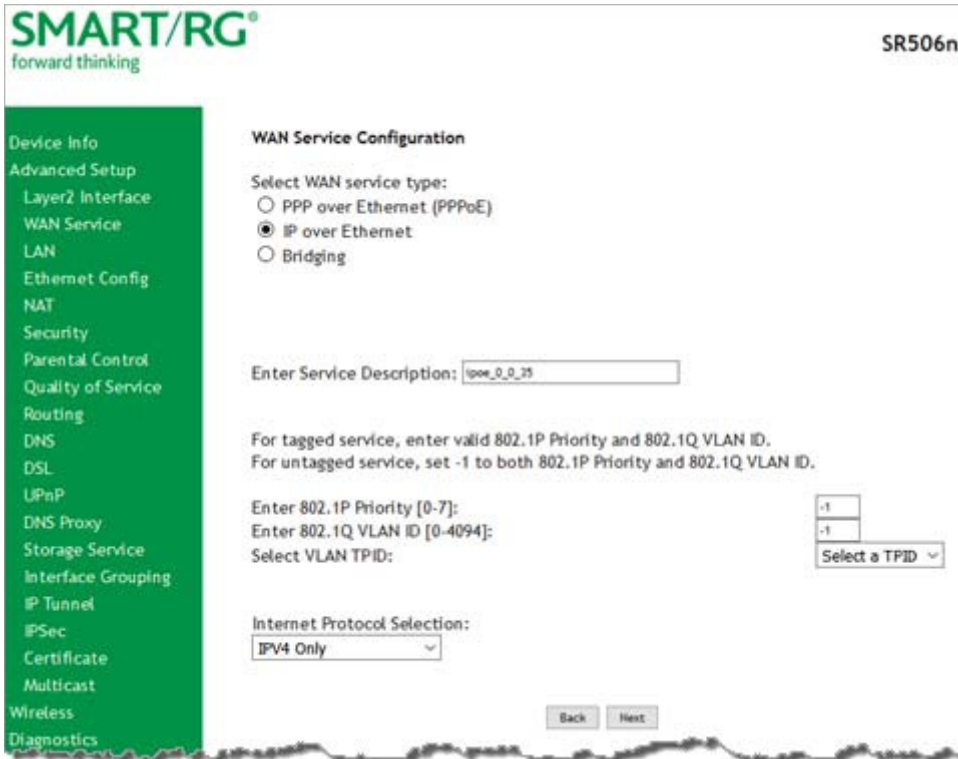 SMART/RG®
forward thinking
SR506n
Device Info
Advanced Setup
Layer2 Interface
WAN Service
LAN
Ethernet Config
NAT
Security
Parental Control
Quality of Service
Routing
DNS
DSL
UPnP
DNS Proxy
Storage Service
Interface Grouping
IP Tunnel
IPSec
Certificate
Multicast
Wireless
Diagnostics
WAN Service Configuration
Select WAN service type:
PPP over Ethernet (PPPoE)
IP over Ethernet
Bridging
Enter Service Description: ipoe_0_0_35
For tagged service, enter valid 802.1P Priority and 802.1Q VLAN ID.
For untagged service, set -1 to both 802.1P Priority and 802.1Q VLAN ID.
Enter 802.1P Priority [0-7]: -1
Enter 802.1Q VLAN ID [0-4094]: -1
Select VLAN TPID: Select a TPID
Internet Protocol Selection:
IPV4 Only
Back Next